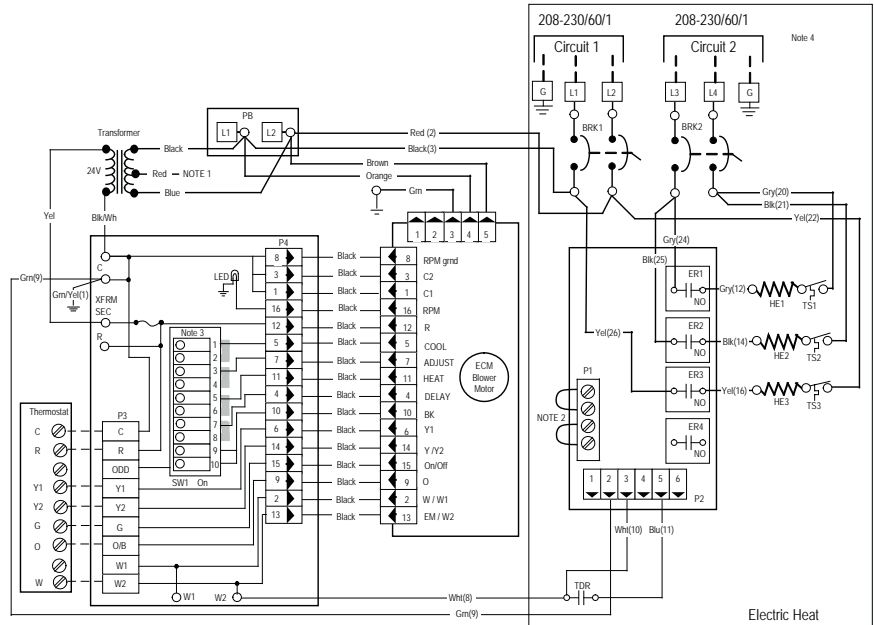 208-230/60/1
208-230/60/1
Note 4
Circuit 1
Circuit 2
G
L1
L2
L3
L4
G
BRK1
BRK2
PB
L1
L2
Red (2)
Black(3)
Transformer
24V
Black
Red
NOTE 1
Blue
Brown
Orange
Grn
Yel
Blk/Wh
Gry(20)
Blk(21)
Yel(22)
Gry(24)
Blk(25)
Yel(26)
1
2
3
4
5
Grn(9)
C
Grn/Yel(1)
XFRM
SEC
R
LED
P4
8
Black
8
RPM grnd
3
Black
3
C2
1
Black
1
C1
16
Black
16
RPM
12
Black
12
R
5
Black
5
COOL
7
Black
7
ADJUST
11
Black
11
HEAT
4
Black
4
DELAY
10
Black
10
BK
6
Black
6
Y1
14
Black
14
Y /Y2
15
Black
15
On/Off
9
Black
9
O
2
Black
2
W / W1
13
Black
13
EM / W2
ECM
Blower
Motor
Note 3
1
2
3
4
5
6
7
8
9
10
SW1 On
Thermostat
C
R
Y1
Y2
G
O
W
P3
C
R
ODD
Y1
Y2
G
O/B
W1
W2
W1
W2
Wht(8)
Grn(9)
TDR
Wht(10)
Blu(11)
ER1
NO
Gry(12)
HE1
TS1
ER2
NO
Blk(14)
HE2
TS2
ER3
NO
Yel(16)
HE3
TS3
ER4
NO
P1
NOTE 2
1
2
3
4
5
6
P2
Electric Heat